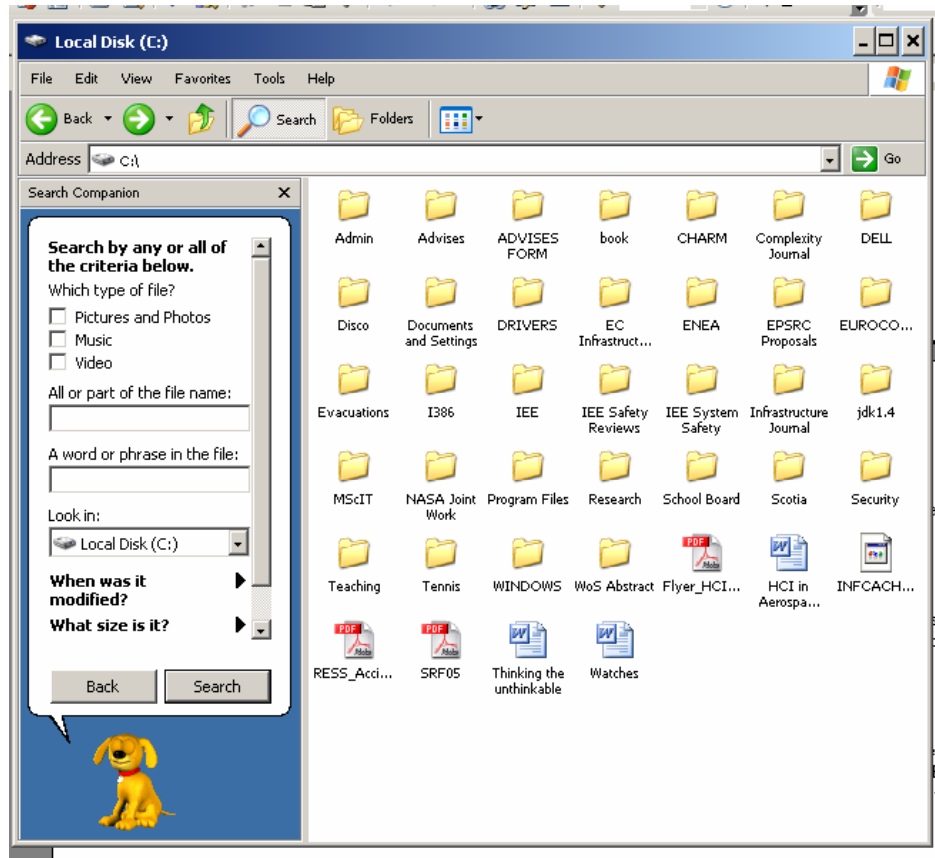 Local Disk (C:)
File Edit View Favorites Tools Help
Back Search Folders
Address C:\ Go
Search Companion
Search by any or all of
the criteria below.
Which type of file?
Pictures and Photos
Music
Video
All or part of the file name:
A word or phrase in the file:
Look in:
Local Disk (C:)
When was it
modified?
What size is it?
Back Search
Admin Advises ADVISES book CHARM Complexity DELL
FORM Journal
Disco Documents DRIVERS EC ENEA EPSRC EUROCO...
and Settings Infrastruct... Proposals
Evacuations I386 IEE IEE Safety IEE System Infrastructure jdk1.4
Reviews Safety Journal
MScIT NASA Joint Program Files Research School Board Scotia Security
Work
Teaching Tennis WINDOWS WoS Abstract Flyer_HCI... HCI in INFCACH...
Aerospa...
RESS_Acci... SRF05 Thinking the Watches
unthinkable